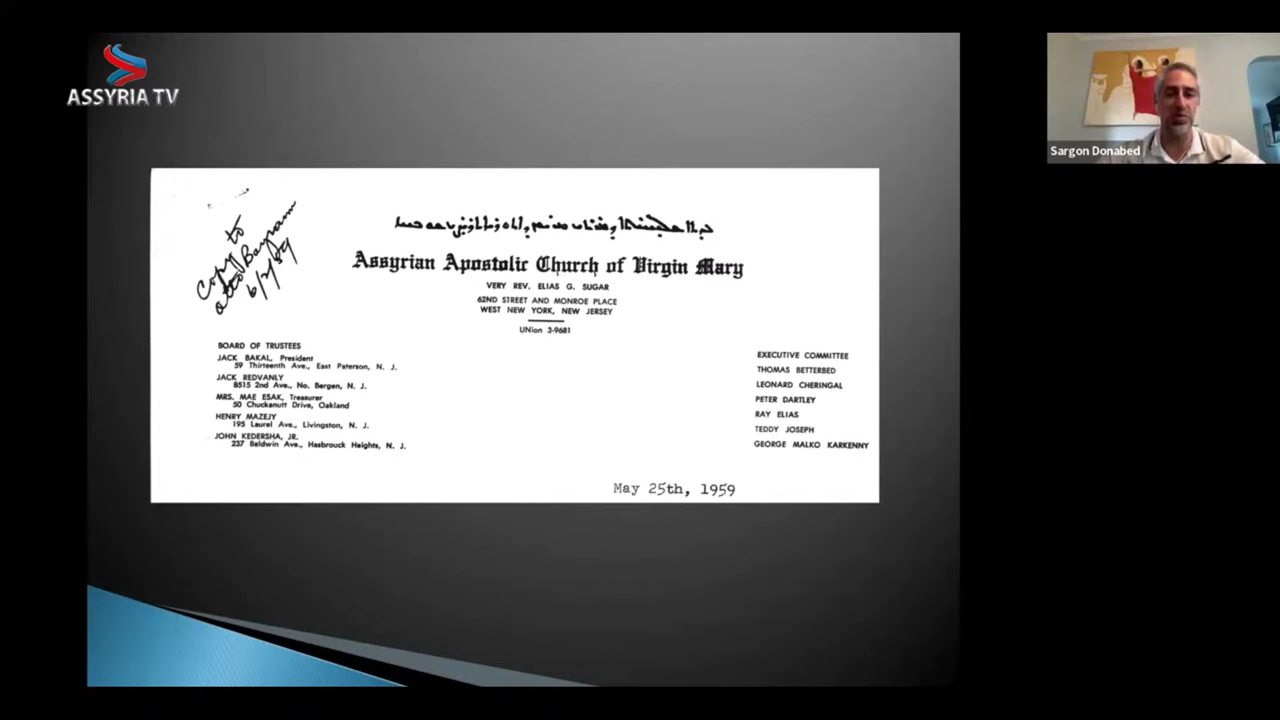 ASSYRIA TV
Sargon Donabed
Copy to
Bayram
Assyrian Apostolic Church of Virgin Mary
VERY REV. ELIAS G. SUGAR
62ND STREET AND MONROE PLACE
WEST NEW YORK, NEW JERSEY
UNion 3-9681
BOARD OF TRUSTEES
JACK BAKAL, President
59 Thirteenth Ave., East Paterson, N. J.
JACK REDVANLY
8515 2nd Ave., No. Bergen, N. J.
MRS. MAE ESAK, Treasurer
50 Chuckanutt Drive, Oakland
HENRY MAZEJY
195 Laurel Ave., Livingston, N. J.
JOHN KEDERSHA, JR.
237 Baldwin Ave., Hasbrouck Heights, N. J.
EXECUTIVE COMMITTEE
THOMAS BETTERBED
LEONARD CHERINGAL
PETER DARTLEY
RAY ELIAS
TEDDY JOSEPH
GEORGE MALKO KARKENNY
May 25th, 1959